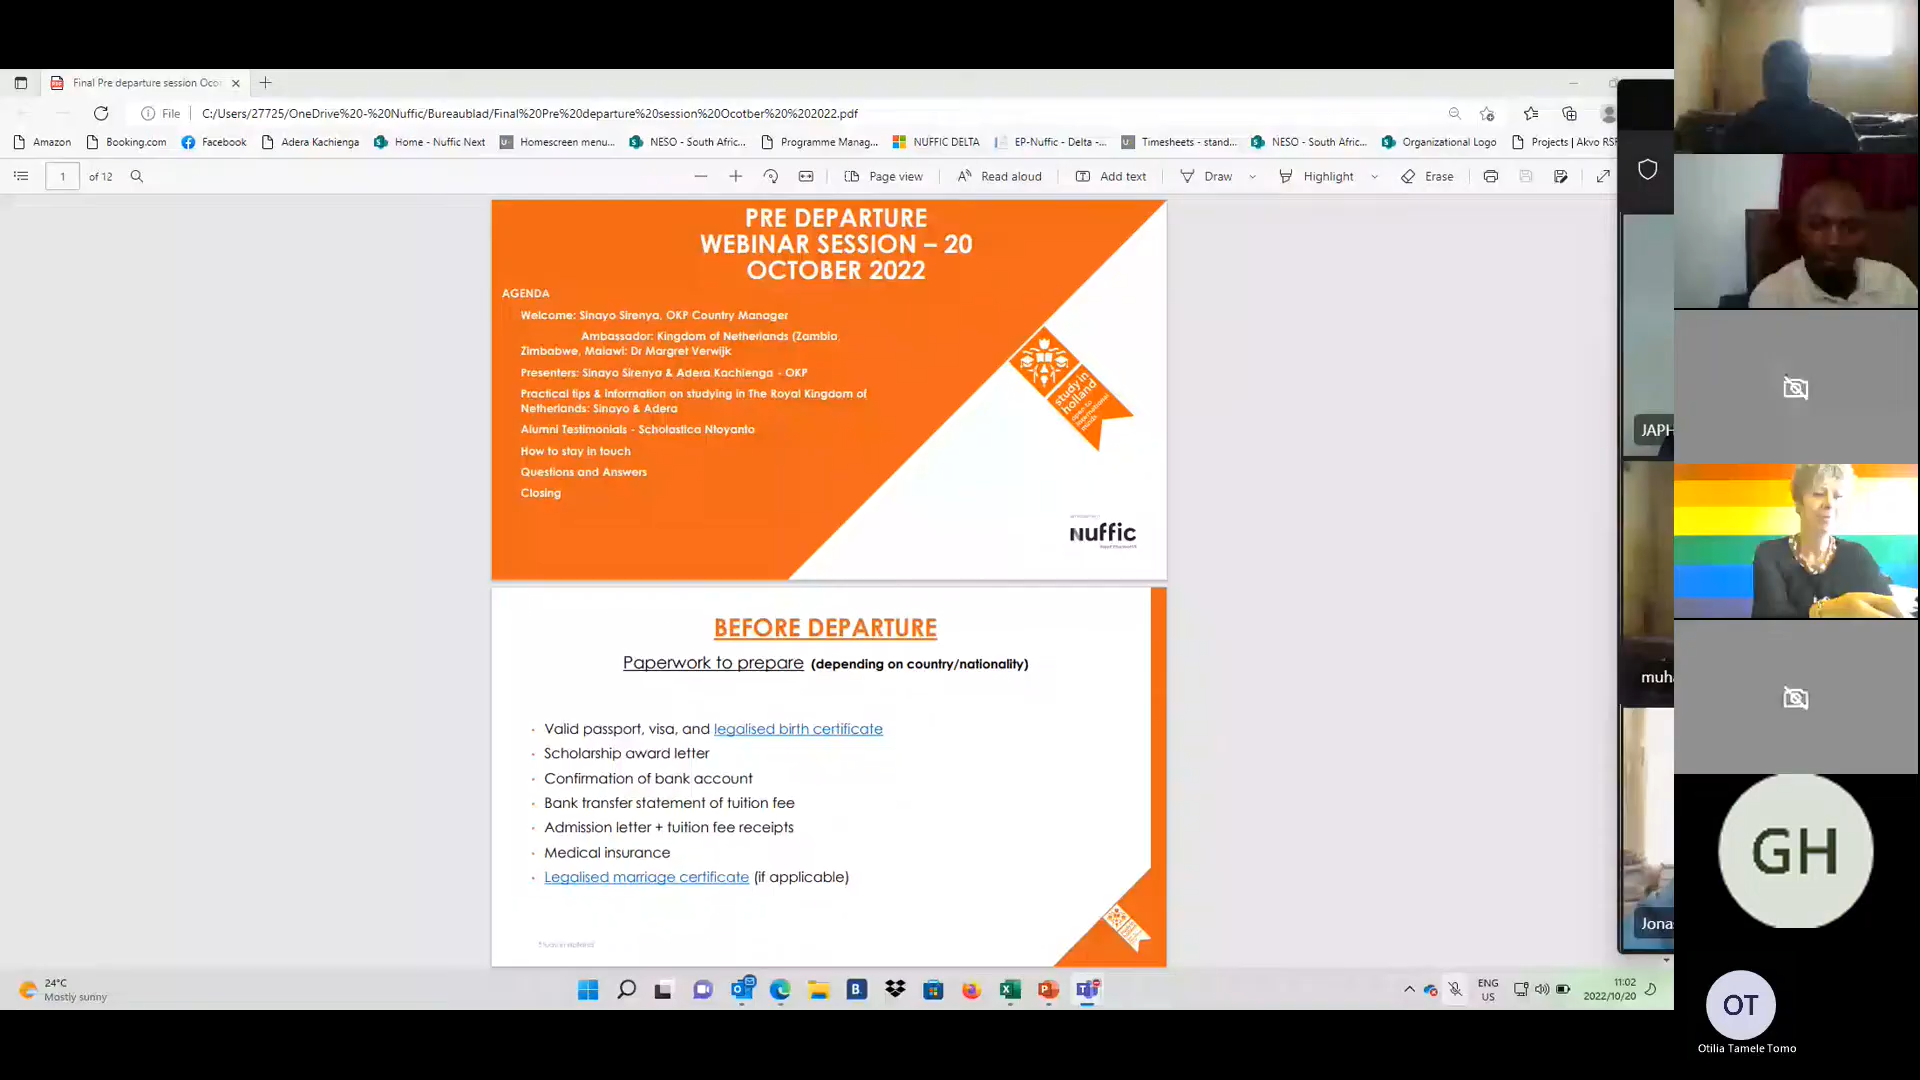 Final Pre departure session Oco
File
C:/Users/27725/OneDrive%20-%20Nuffic/Bureaublad/Final%20Pre%20departure%20session%20Ocotber%20%202022.pdf
Amazon Booking.com Facebook Adera Kachienga Home - Nuffic Next Homescreen menu... NESO - South Afric... Programme Manag... NUFFIC DELTA EP-Nuffic - Delta -... Timesheets - stand... NESO - South Afric... Organizational Logo Projects | Akvo RSR
1 of 12 Page view Read aloud Add text Draw Highlight Erase
PRE DEPARTURE
WEBINAR SESSION – 20
OCTOBER 2022
AGENDA
Welcome: Sinayo Sirenya, OKP Country Manager
Ambassador: Kingdom of Netherlands (Zambia,
Zimbabwe, Malawi: Dr Margret Verwijk
Presenters: Sinayo Sirenya & Adera Kachienga - OKP
Practical tips & Information on studying in The Royal Kingdom of
Netherlands: Sinayo & Adera
Alumni Testimonials - Scholastica Ntoyanto
How to stay in touch
Questions and Answers
Closing
study in
holland
open to
international
minds
Nuffic
BEFORE DEPARTURE
Paperwork to prepare (depending on country/nationality)
Valid passport, visa, and legalised birth certificate
Scholarship award letter
Confirmation of bank account
Bank transfer statement of tuition fee
Admission letter + tuition fee receipts
Medical insurance
Legalised marriage certificate (if applicable)
JAPH
muha
Jonas
GH
OT
Otilia Tamele Tomo
24°C
Mostly sunny
ENG
US
11:02
2022/10/20